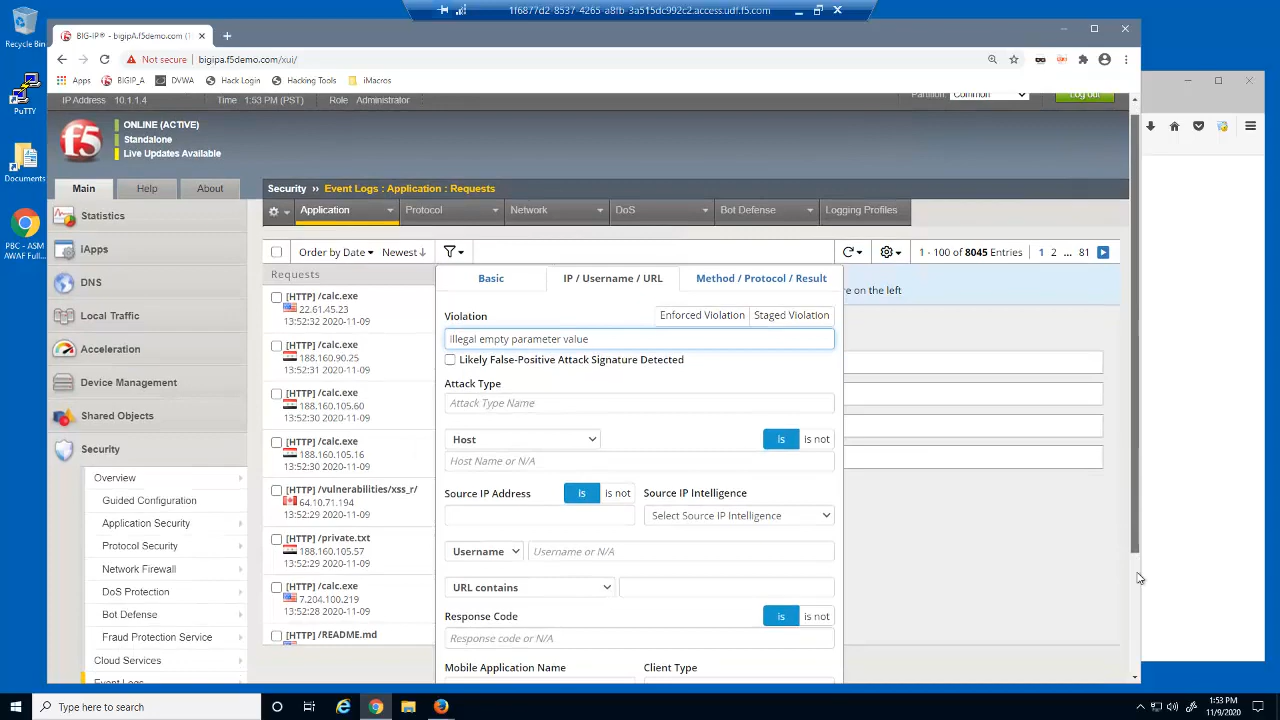 1f6877d2-8537-4265-a8fb-3a515dc992c2.access.udf.f5.com
Recycle Bin
PuTTY
Documents
PBC - ASM
AWAF Full...
BIG-IP® - bigipA.f5demo.com (1
Not secure | bigipa.f5demo.com/xui/
Apps
BIGIP_A
DVWA
Hack Login
Hacking Tools
iMacros
IP Address 10.1.1.4
Time 1:53 PM (PST)
Role Administrator
Partition
Common
Log out
f5
ONLINE (ACTIVE)
Standalone
Live Updates Available
Main
Help
About
Security ›› Event Logs : Application : Requests
Application
Protocol
Network
DoS
Bot Defense
Logging Profiles
Statistics
iApps
DNS
Local Traffic
Acceleration
Device Management
Shared Objects
Security
Overview
Guided Configuration
Application Security
Protocol Security
Network Firewall
DoS Protection
Bot Defense
Fraud Protection Service
Cloud Services
Event Logs
Order by Date
Newest
1 - 100 of 8045 Entries
1 2 ... 81
Requests
[HTTP] /calc.exe
22.61.45.23
13:52:32 2020-11-09
[HTTP] /calc.exe
188.160.90.25
13:52:31 2020-11-09
[HTTP] /calc.exe
188.160.105.60
13:52:30 2020-11-09
[HTTP] /calc.exe
188.160.105.16
13:52:30 2020-11-09
[HTTP] /vulnerabilities/xss_r/
64.10.71.194
13:52:29 2020-11-09
[HTTP] /private.txt
188.160.105.57
13:52:29 2020-11-09
[HTTP] /calc.exe
7.204.100.219
13:52:28 2020-11-09
[HTTP] /README.md
Basic
IP / Username / URL
Method / Protocol / Result
re on the left
Violation
Enforced Violation
Staged Violation
Illegal empty parameter value
Likely False-Positive Attack Signature Detected
Attack Type
Attack Type Name
Host
Is
is not
Host Name or N/A
Source IP Address
Is
is not
Source IP Intelligence
Select Source IP Intelligence
Username
Username or N/A
URL contains
Response Code
is
is not
Response code or N/A
Mobile Application Name
Client Type
Type here to search
1:53 PM
11/9/2020